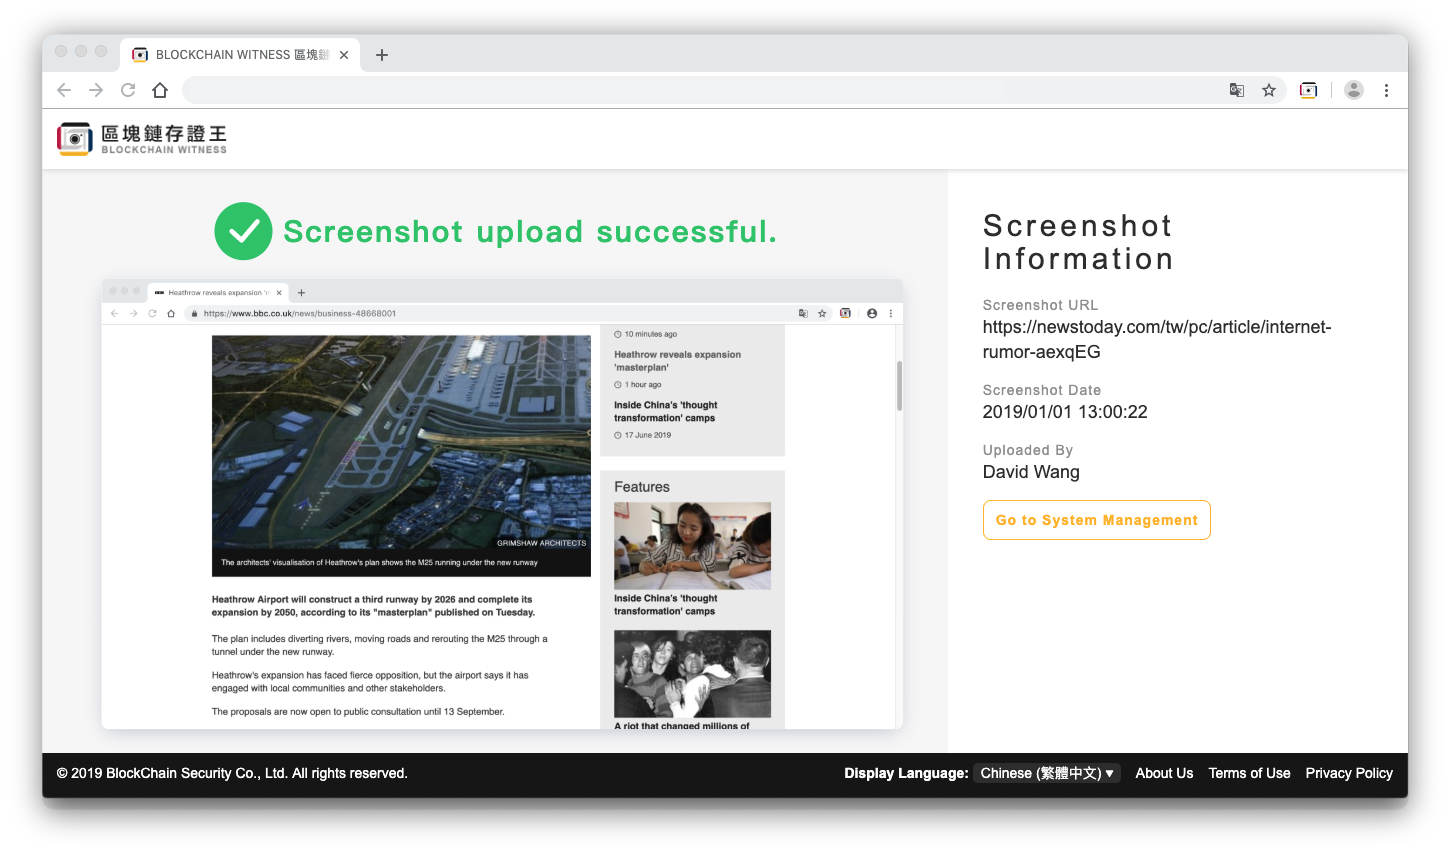 BLOCKCHAIN WITNESS 區塊鏈
區塊鏈存證王
BLOCKCHAIN WITNESS
Screenshot upload successful.
Heathrow reveals expansion 'm
https://www.bbc.co.uk/news/business-48668001
GRIMSHAW ARCHITECTS
The architects' visualisation of Heathrow's plan shows the M25 running under the new runway
Heathrow Airport will construct a third runway by 2026 and complete its
expansion by 2050, according to its "masterplan" published on Tuesday.
The plan includes diverting rivers, moving roads and rerouting the M25 through a
tunnel under the new runway.
Heathrow's expansion has faced fierce opposition, but the airport says it has
engaged with local communities and other stakeholders.
The proposals are now open to public consultation until 13 September.
10 minutes ago
Heathrow reveals expansion
'masterplan'
1 hour ago
Inside China's 'thought
transformation' camps
17 June 2019
Features
Inside China's 'thought
transformation' camps
A riot that changed millions of
Screenshot
Information
Screenshot URL
https://newstoday.com/tw/pc/article/internet-
rumor-aexqEG
Screenshot Date
2019/01/01 13:00:22
Uploaded By
David Wang
Go to System Management
© 2019 BlockChain Security Co., Ltd. All rights reserved.
Display Language: Chinese (繁體中文) ▾ About Us Terms of Use Privacy Policy